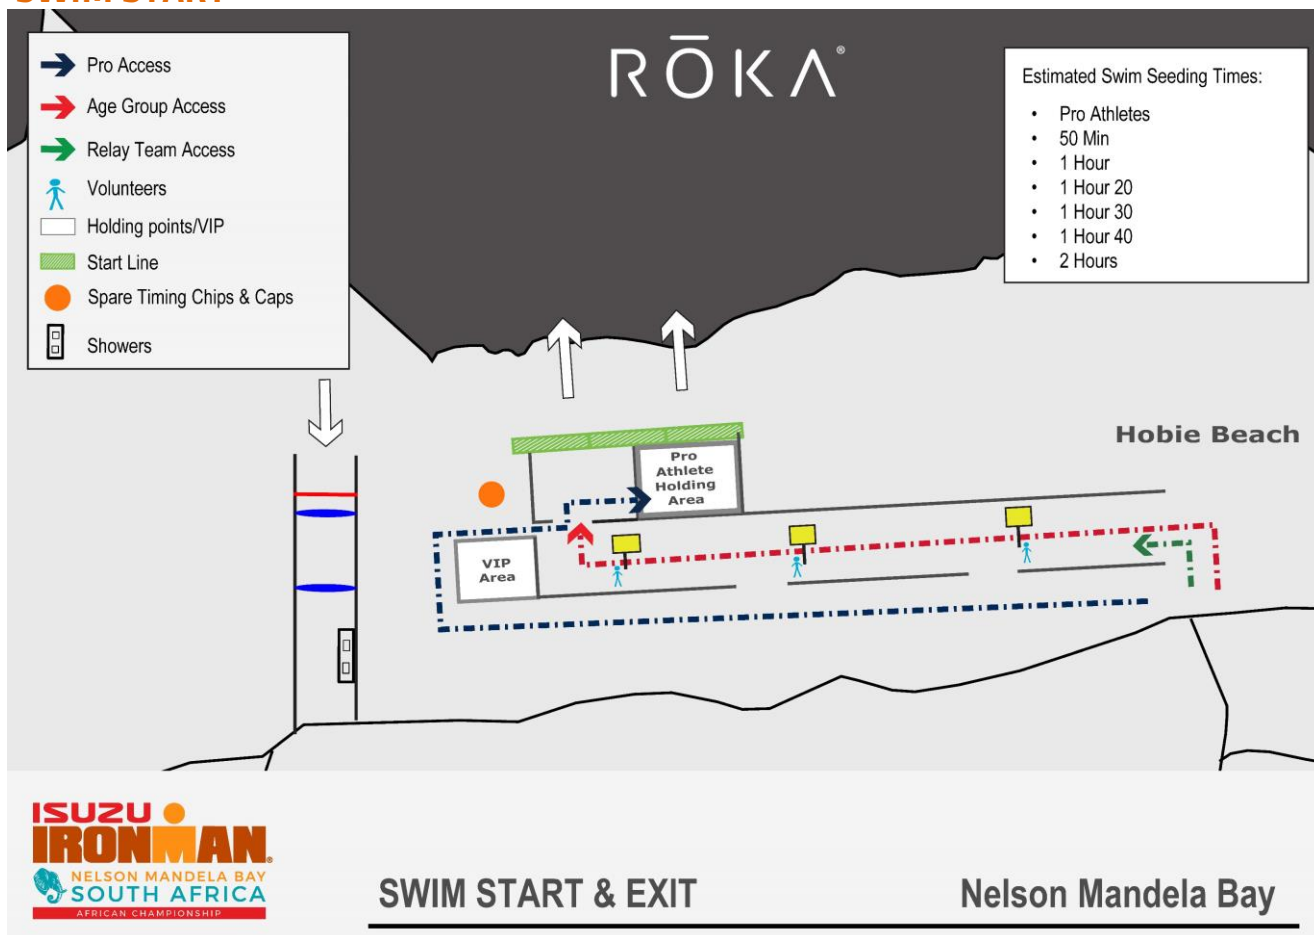 SWIM START
Pro Access
Age Group Access
Relay Team Access
Volunteers
Holding points/VIP
Start Line
Spare Timing Chips & Caps
Showers
RŌKA®
Estimated Swim Seeding Times:
• Pro Athletes
• 50 Min
• 1 Hour
• 1 Hour 20
• 1 Hour 30
• 1 Hour 40
• 2 Hours
Hobie Beach
Pro
Athlete
Holding
Area
VIP
Area
ISUZU
IRONMAN®
NELSON MANDELA BAY
SOUTH AFRICA
AFRICAN CHAMPIONSHIP
SWIM START & EXIT
Nelson Mandela Bay